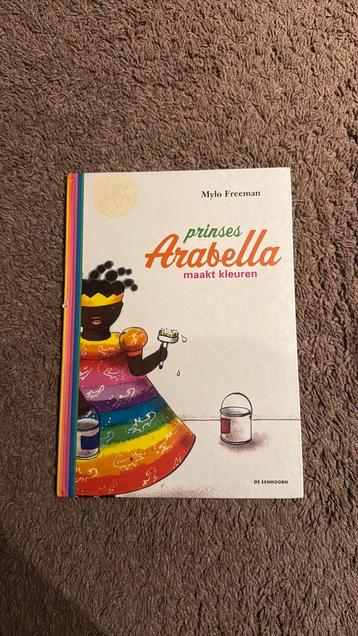 Mylo Freeman
prinses
Arabella
maakt kleuren
DE EENHOORN